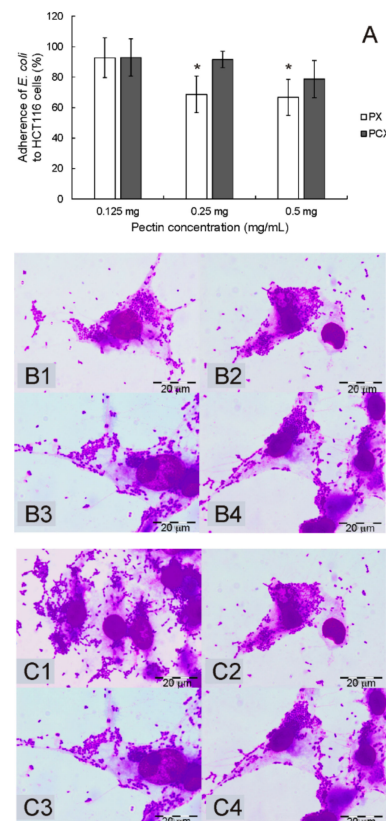 A
Adherence of E. coli
to HCT116 cells (%)
120
100
80
60
40
20
0
*
*
PX
PCX
0.125 mg
0.25 mg
0.5 mg
Pectin concentration (mg/mL)
B1
20 μm
B2
20 μm
B3
20 μm
B4
20 μm
C1
20 μm
C2
20 μm
C3
20 μm
C4
20 μm